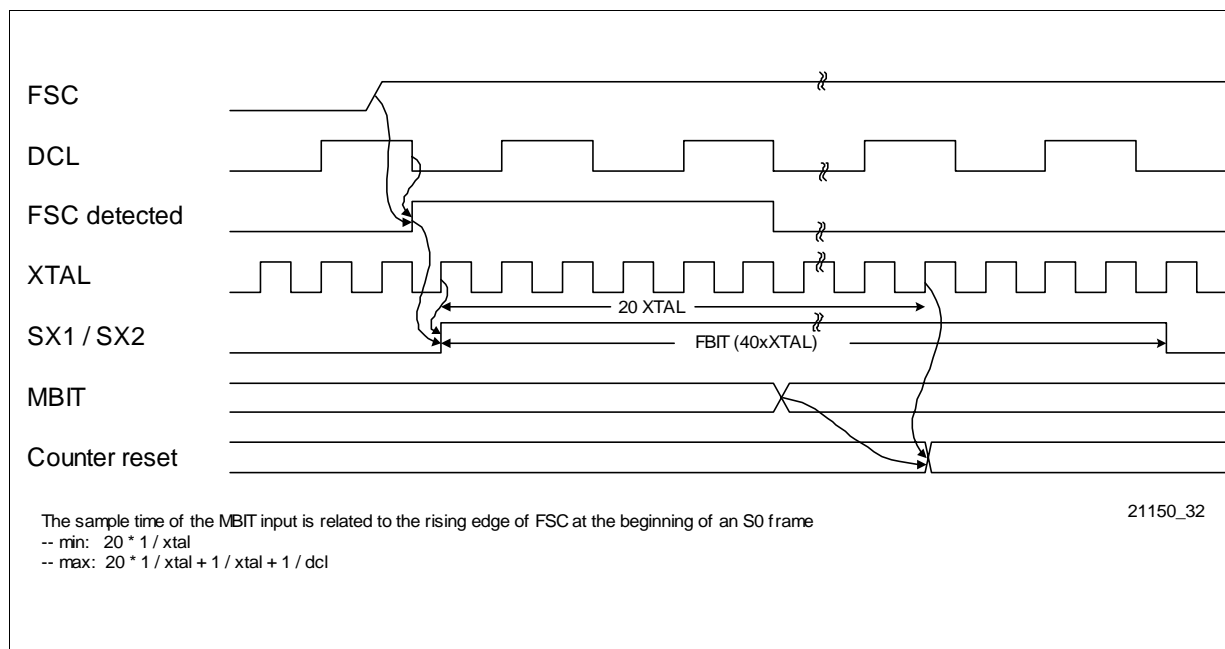 FSC
DCL
FSC detected
XTAL
20 XTAL
SX1 / SX2
FBIT (40xXTAL)
MBIT
Counter reset
The sample time of the MBIT input is related to the rising edge of FSC at the beginning of an S0 frame
21150_32
-- min: 20 * 1 / xtal
-- max: 20 * 1 / xtal + 1 / xtal + 1 / dcl